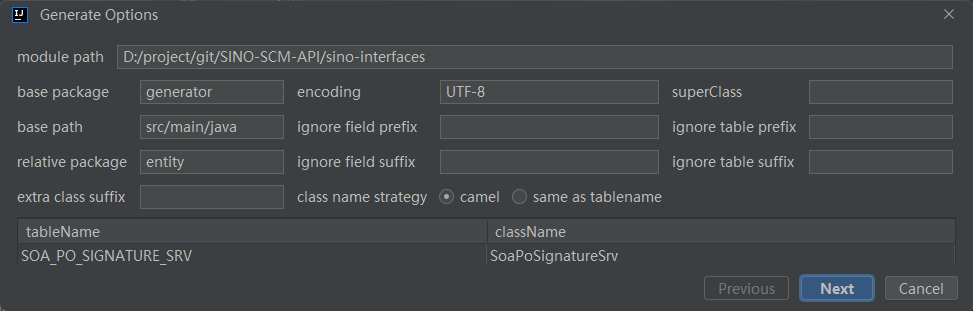 Generate Options
module path D:/project/git/SINO-SCM-API/sino-interfaces
base package generator encoding UTF-8 superClass
base path src/main/java ignore field prefix ignore table prefix
relative package entity ignore field suffix ignore table suffix
extra class suffix class name strategy camel same as tablename
tableName className
SOA_PO_SIGNATURE_SRV SoaPoSignatureSrv
Previous Next Cancel